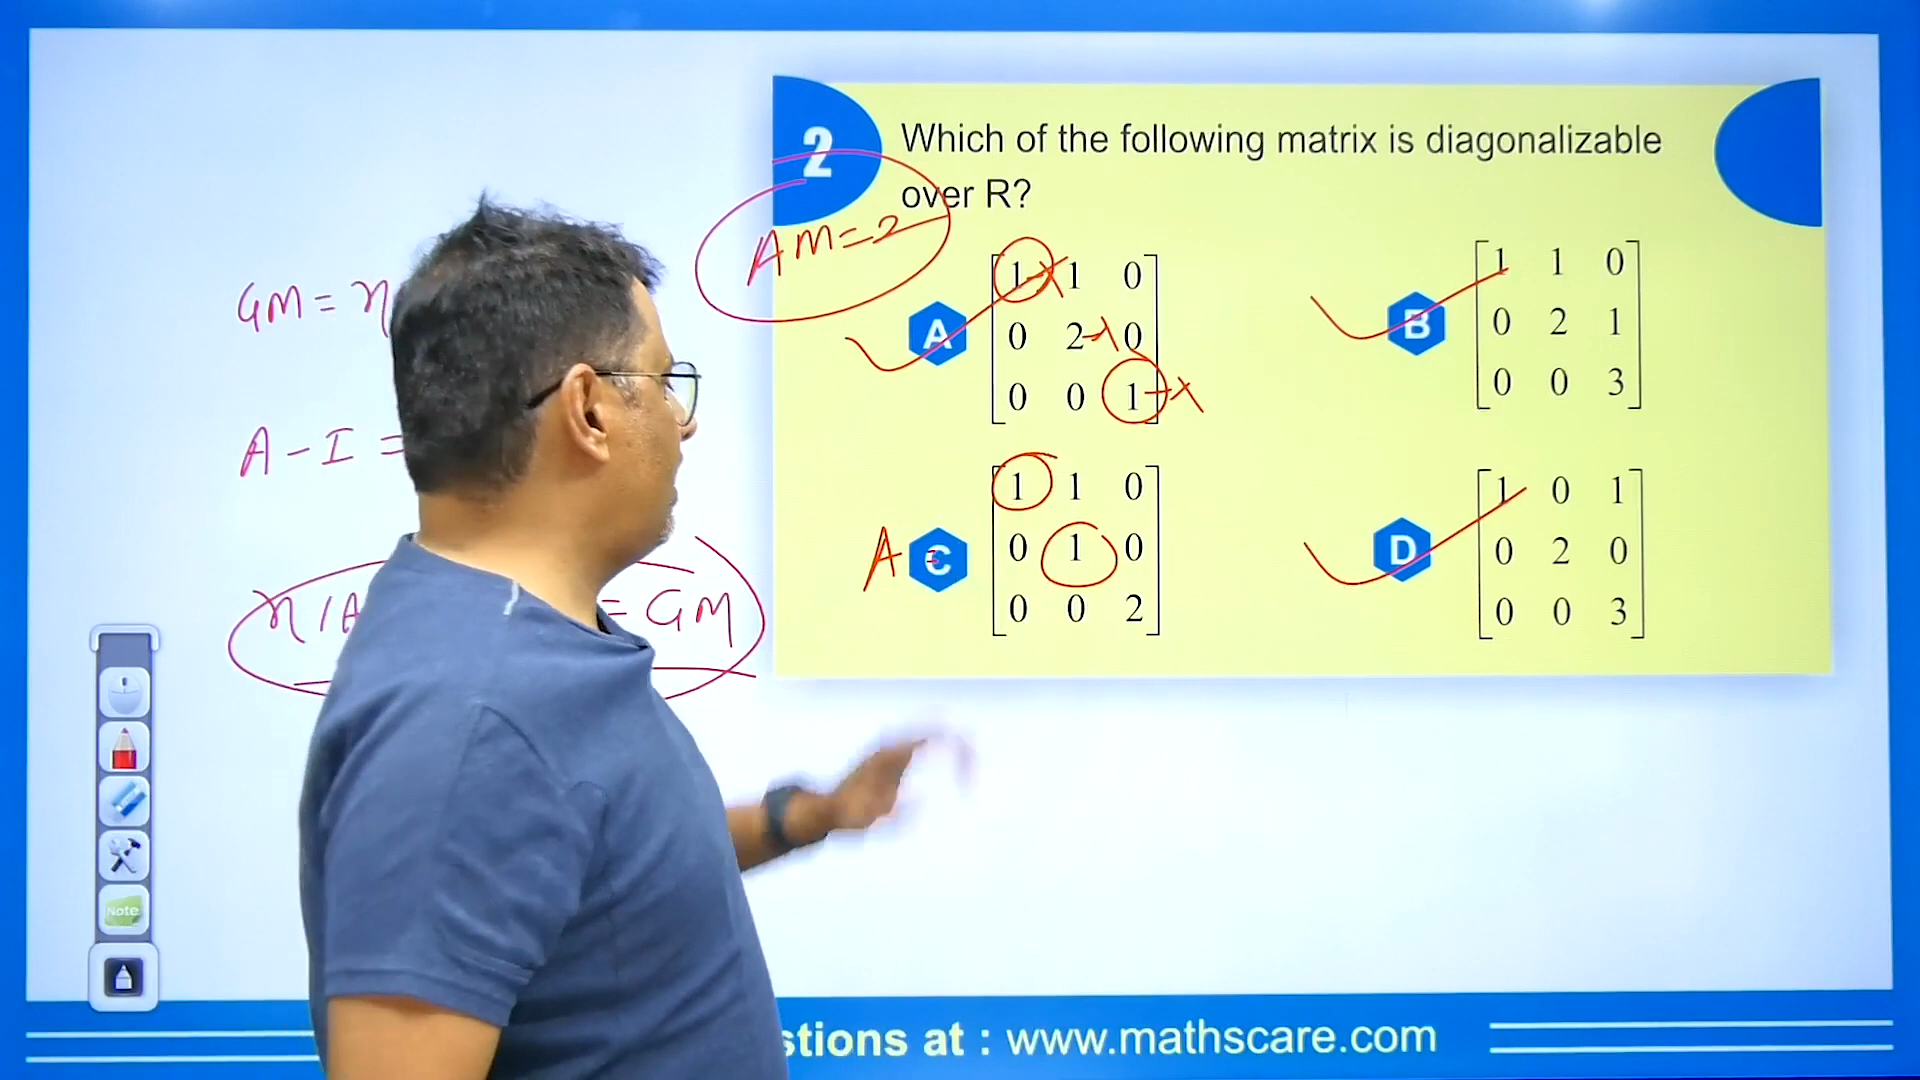 2
Which of the following matrix is diagonalizable
over R?
AM=2
GM = η
A - I =
= GM
A
1-λ 1 0
0 2-λ 0
0 0 1-λ
B
1 1 0
0 2 1
0 0 3
A =
C
1 1 0
0 1 0
0 0 2
D
1 0 1
0 2 0
0 0 3
Note
stions at : www.mathscare.com